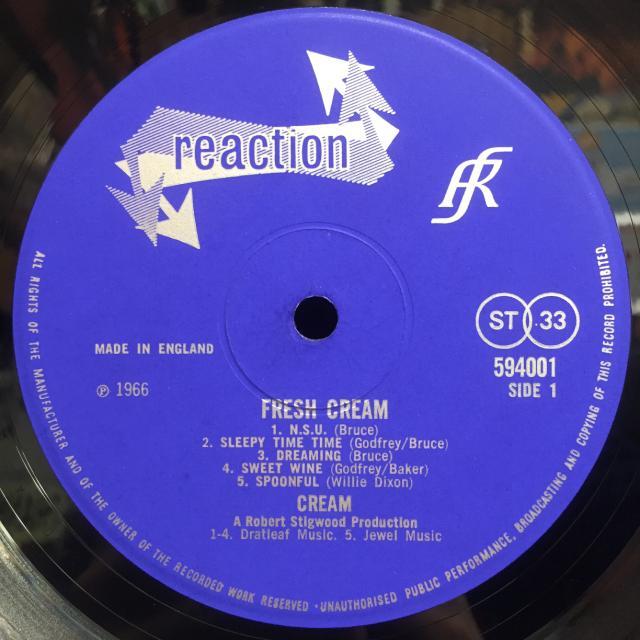 reaction
ST 33
MADE IN ENGLAND
594001
℗ 1966
SIDE 1
FRESH CREAM
1. N.S.U. (Bruce)
2. SLEEPY TIME TIME (Godfrey/Bruce)
3. DREAMING (Bruce)
4. SWEET WINE (Godfrey/Baker)
5. SPOONFUL (Willie Dixon)
CREAM
A Robert Stigwood Production
1-4. Dratleaf Music. 5. Jewel Music
ALL RIGHTS OF THE MANUFACTURER AND OF THE OWNER OF THE RECORDED WORK RESERVED · UNAUTHORISED PUBLIC PERFORMANCE, BROADCASTING AND COPYING OF THIS RECORD PROHIBITED.